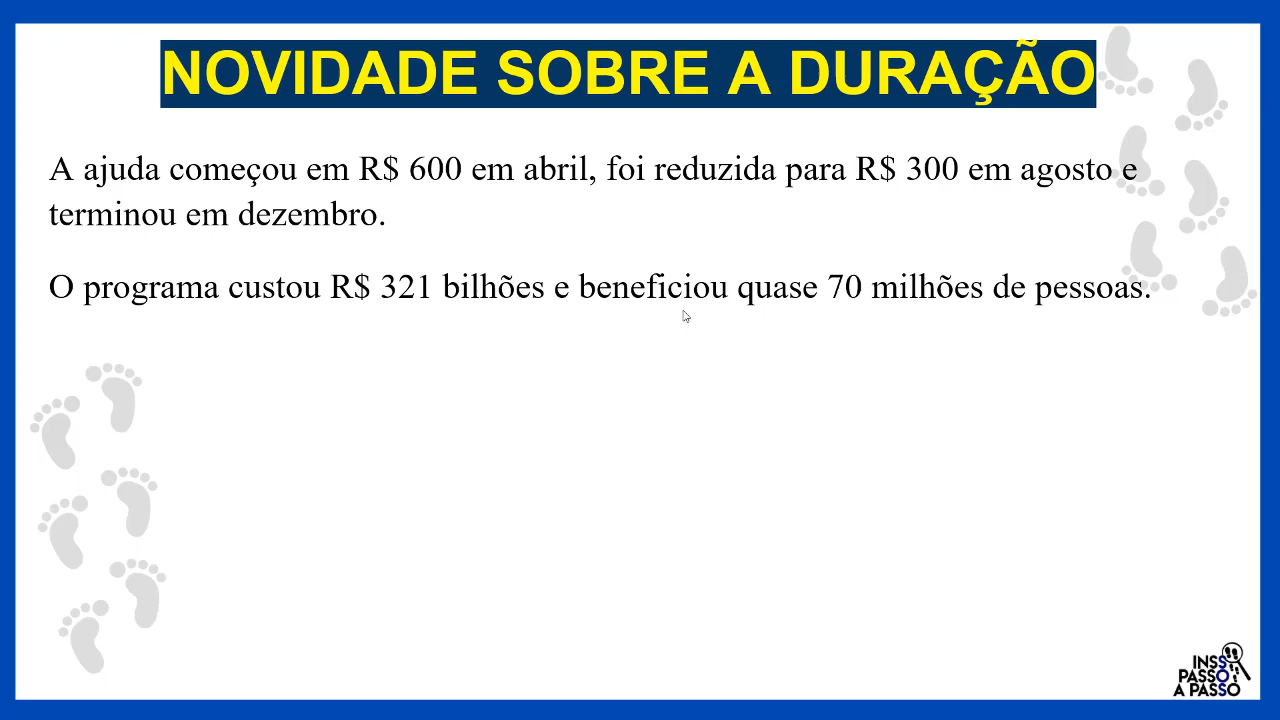 NOVIDADE SOBRE A DURAÇÃO
A ajuda começou em R$ 600 em abril, foi reduzida para R$ 300 em agosto e
terminou em dezembro.
O programa custou R$ 321 bilhões e beneficiou quase 70 milhões de pessoas.
INSS
PASSO
A PASSO